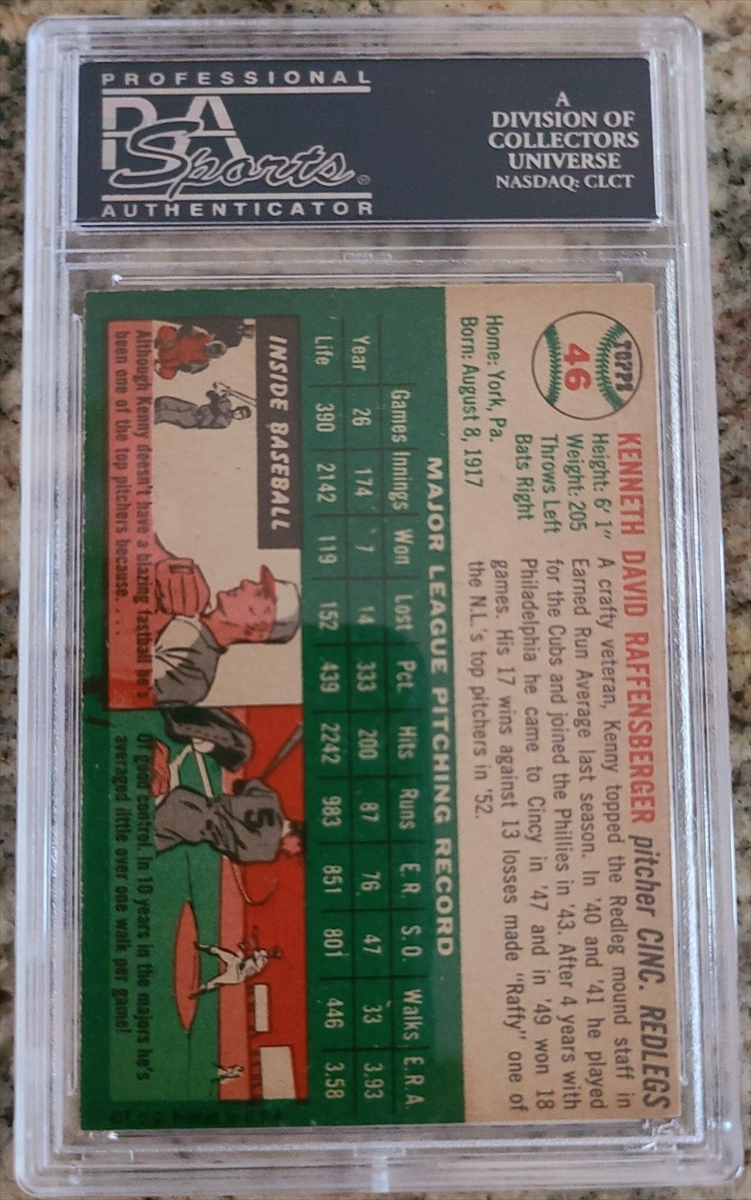 PROFESSIONAL
PSA
Sports
AUTHENTICATOR
A
DIVISION OF
COLLECTORS
UNIVERSE
NASDAQ: CLCT
TOPPS
46
KENNETH DAVID RAFFENSBERGER pitcher CINC. REDLEGS
Height: 6' 1"
Weight: 205
Throws Left
Bats Right
Home: York, Pa.
Born: August 8, 1917
A crafty veteran, Kenny topped the Redleg mound staff in
Earned Run Average last season. In '40 and '41 he played
for the Cubs and joined the Phillies in '43. After 4 years with
Philadelphia he came to Cincy in '47 and in '49 won 18
games. His 17 wins against 13 losses made "Raffy" one of
the N.L.'s top pitchers in '52.
MAJOR LEAGUE PITCHING RECORD
Games Innings Won Lost Pct. Hits Runs E.R. S.O. Walks E.R.A.
Year 26 174 7 14 333 200 87 76 47 33 3.93
Life 390 2142 119 152 439 2242 983 851 801 446 3.58
INSIDE BASEBALL
5
Although Kenny doesn't have a blazing fastball he's
been one of the top pitchers because. . . .
Of good control. In 10 years in the majors he's
averaged little over one walk per game!
T.C.G. Printed in U.S.A.